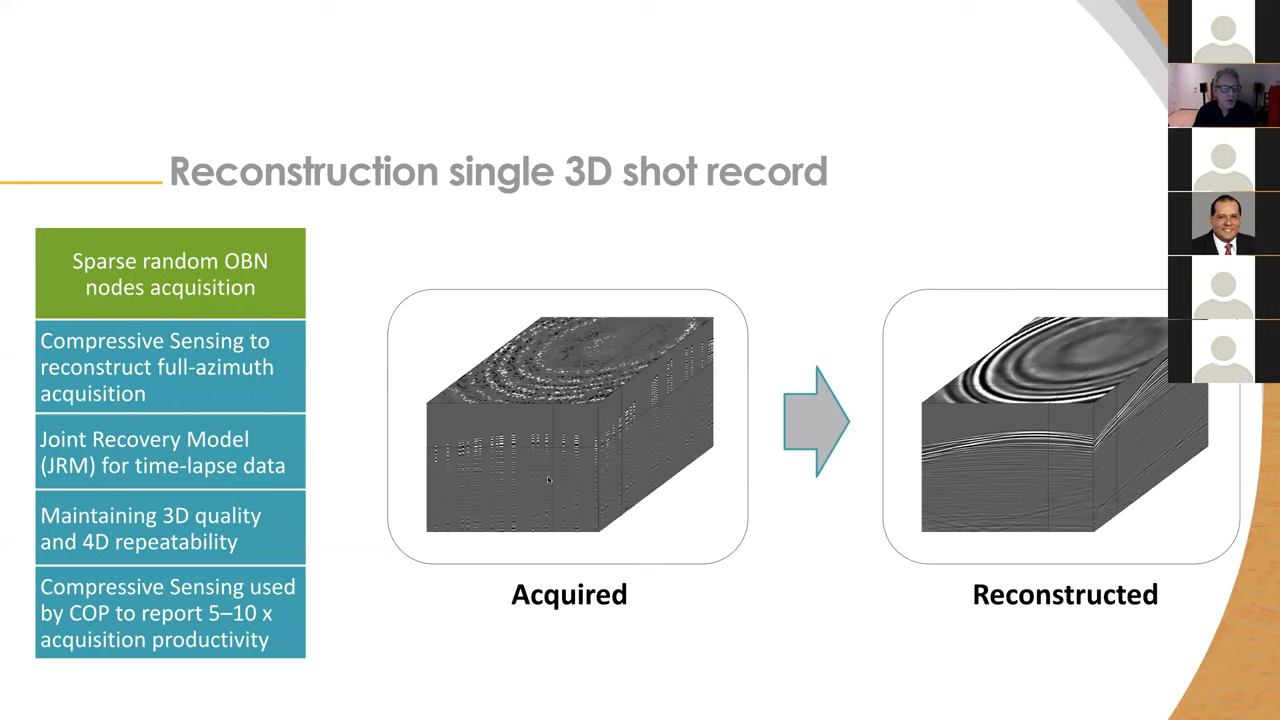 Reconstruction single 3D shot record
Sparse random OBN
nodes acquisition
Compressive Sensing to
reconstruct full-azimuth
acquisition
Joint Recovery Model
(JRM) for time-lapse data
Maintaining 3D quality
and 4D repeatability
Compressive Sensing used
by COP to report 5–10 x
acquisition productivity
Acquired
Reconstructed